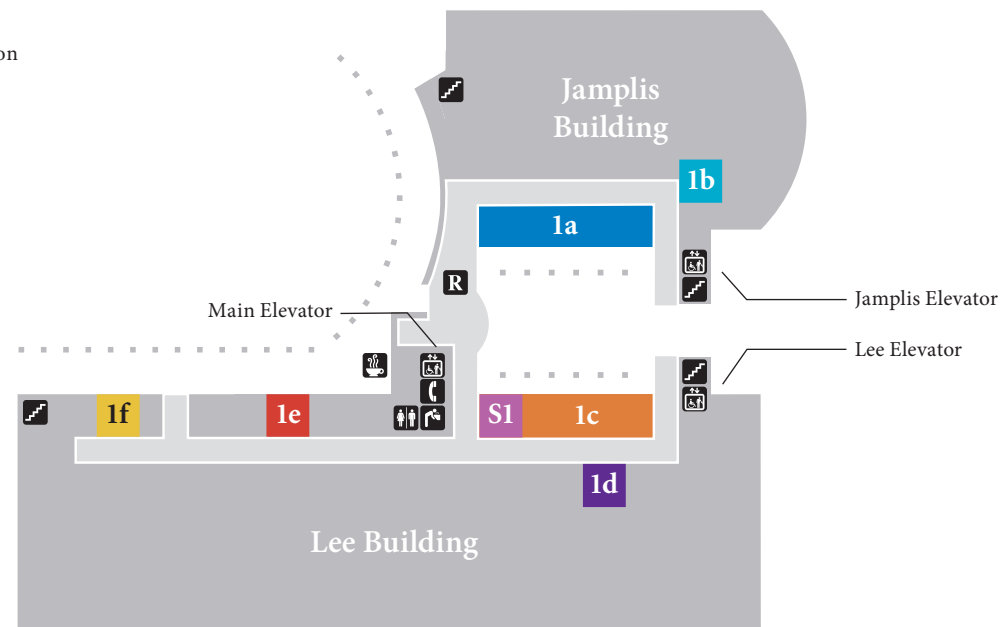 on
Jamplis
Building
1b
1a
R
Main Elevator
Jamplis Elevator
Lee Elevator
1f
1e
S1
1c
1d
Lee Building